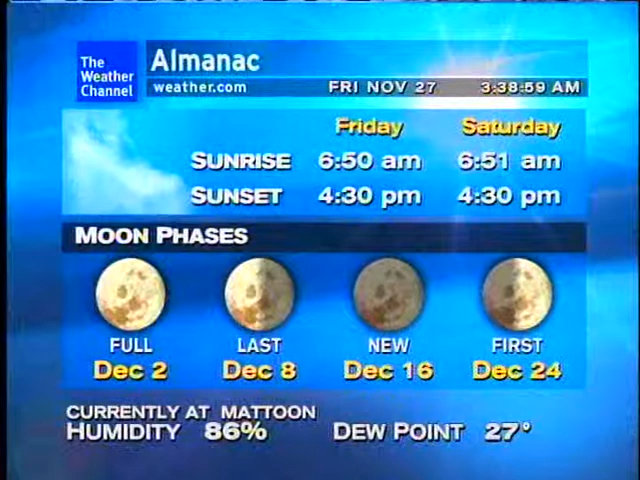 The
Weather
Channel
Almanac
weather.com FRI NOV 27 3:38:59 AM
Friday Saturday
SUNRISE 6:50 am 6:51 am
SUNSET 4:30 pm 4:30 pm
MOON PHASES
FULL LAST NEW FIRST
Dec 2 Dec 8 Dec 16 Dec 24
CURRENTLY AT MATTOON
HUMIDITY 86% DEW POINT 27°